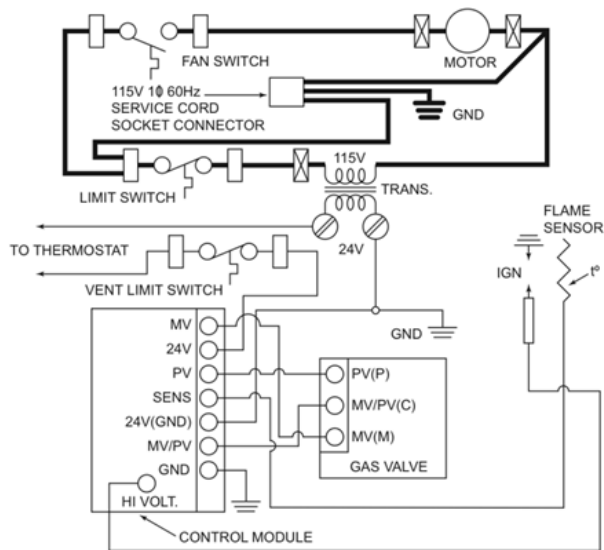 FAN SWITCH
MOTOR
115V 1ϕ 60Hz
SERVICE CORD
SOCKET CONNECTOR
GND
115V
LIMIT SWITCH
TRANS.
FLAME
SENSOR
TO THERMOSTAT
24V
IGN
t°
VENT LIMIT SWITCH
GND
MV
24V
PV
SENS
24V(GND)
MV/PV
GND
HI VOLT.
PV(P)
MV/PV(C)
MV(M)
GAS VALVE
CONTROL MODULE